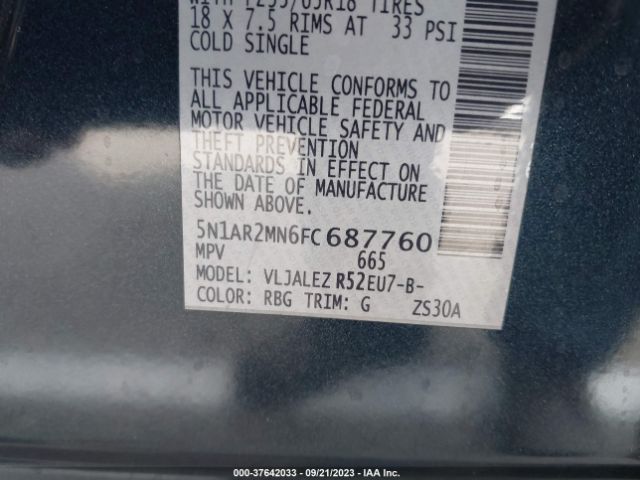 18 X 7.5 RIMS AT 33 PSI
COLD SINGLE
THIS VEHICLE CONFORMS TO
ALL APPLICABLE FEDERAL
MOTOR VEHICLE SAFETY AND
THEFT PREVENTION
STANDARDS IN EFFECT ON
THE DATE OF MANUFACTURE
SHOWN ABOVE.
5N1AR2MN6FC687760
MPV 665
MODEL: VLJALEZ R52EU7-B-
COLOR: RBG TRIM: G ZS30A
000-37642033 - 09/21/2023 - IAA Inc.